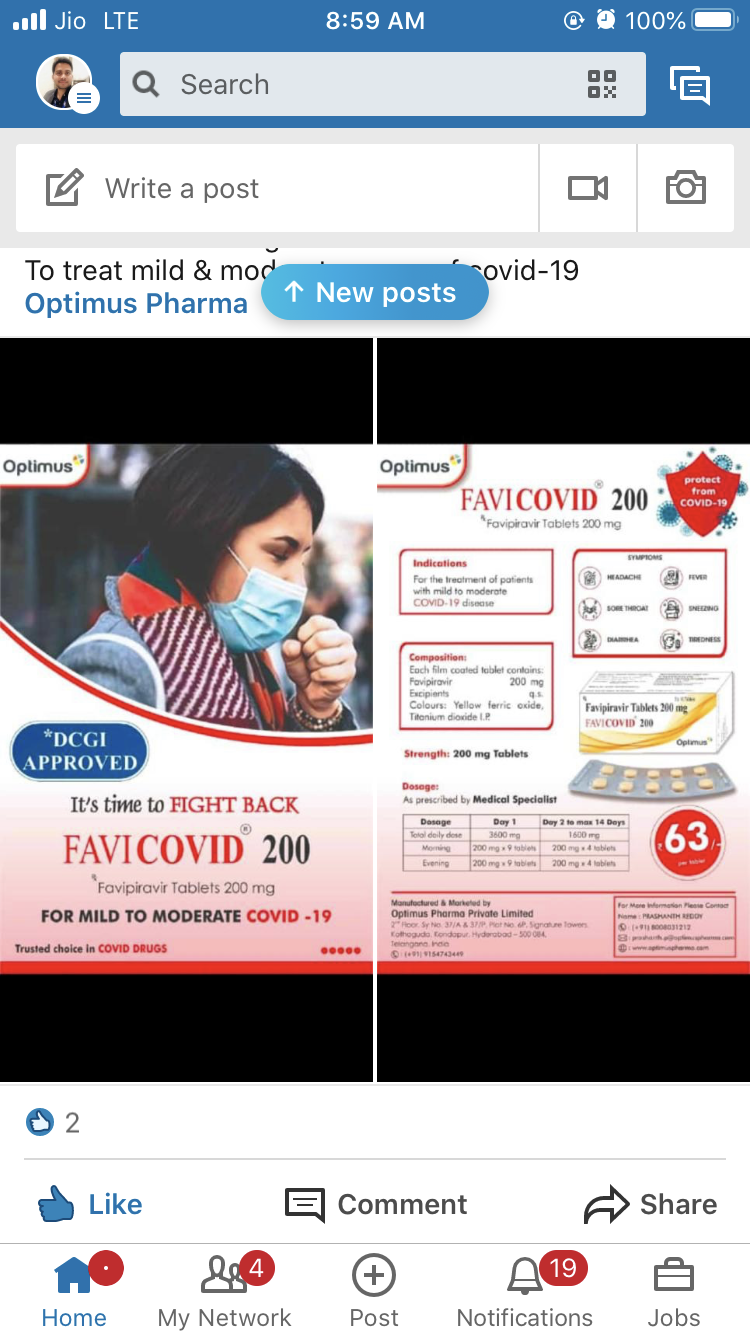 Jio LTE 8:59 AM 100%
Search
Write a post
To treat mild & mod covid-19
Optimus Pharma
↑ New posts
Optimus
*DCGI
APPROVED
It's time to FIGHT BACK
FAVICOVID® 200
Favipiravir Tablets 200 mg
FOR MILD TO MODERATE COVID -19
Trusted choice in COVID DRUGS
Optimus
protect
from
COVID-19
FAVICOVID® 200
Favipiravir Tablets 200 mg
Indications
For the treatment of patients
with mild to moderate
COVID-19 disease
SYMPTOMS
HEADACHE FEVER
SORE THROAT SNEEZING
DIARRHEA TIREDNESS
Composition:
Each film coated tablet contains:
Favipiravir 200 mg
Excipients q.s.
Colours: Yellow ferric oxide,
Titanium dioxide I.P.
Favipiravir Tablets 200 mg
FAVICOVID 200
Optimus
Strength: 200 mg Tablets
Dosage:
As prescribed by Medical Specialist
Dosage Day 1 Day 2 to max 14 Days
Total daily dose 3600 mg 1600 mg
Morning 200 mg x 9 tablets 200 mg x 4 tablets
Evening 200 mg x 9 tablets 200 mg x 4 tablets
₹63/-
per tablet
Manufactured & Marketed by
Optimus Pharma Private Limited
2nd Floor, Sy No. 37/A & 37/P, Plot No. 6P, Signature Towers,
Kothaguda, Kondapur, Hyderabad - 500 084,
Telangana, India
(+91) 9154743449
For More Information Please Contact
Name : PRASHANTH REDDY
(+91) 8008031212
www.optimuspharma.com
2
Like Comment Share
4 19
Home My Network Post Notifications Jobs